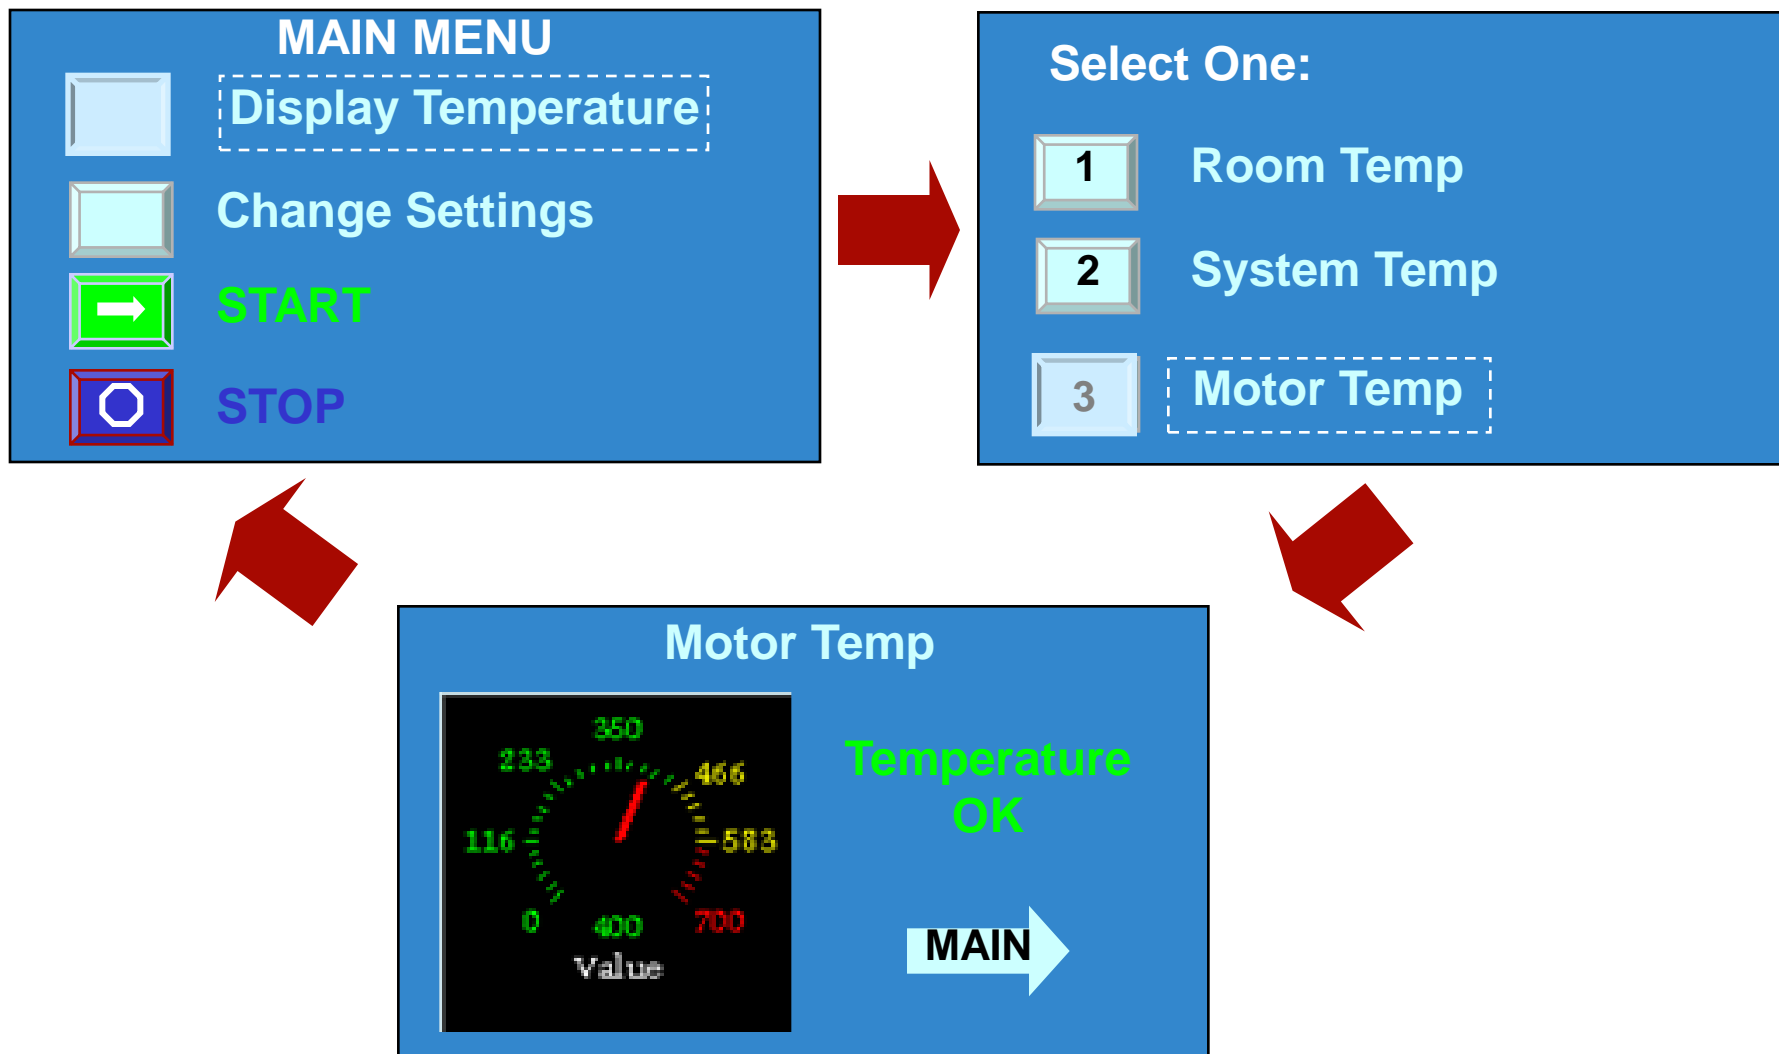 MAIN MENU
Display Temperature
Change Settings
START
STOP
Select One:
1 Room Temp
2 System Temp
3 Motor Temp
Motor Temp
350
233 466
116 583
0 400 700
Value
Temperature
OK
MAIN